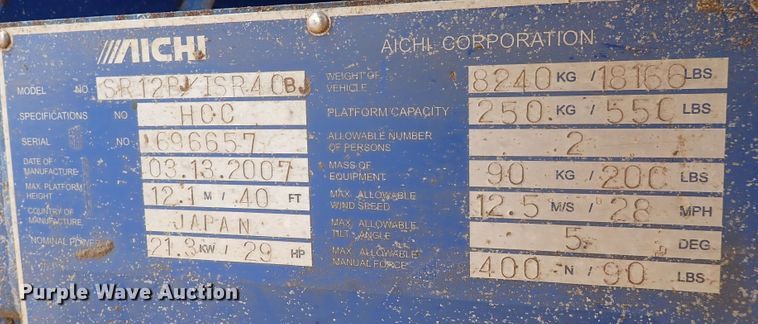 AICHI
AICHI CORPORATION
MODEL NO SR12BJ/ISR40BJ
SPECIFICATIONS NO HCC
SERIAL NO 696657
DATE OF MANUFACTURE 03.13.2007
MAX. PLATFORM HEIGHT 12.1 M / 40 FT
COUNTRY OF MANUFACTURE JAPAN
NOMINAL POWER 21.3 KW / 29 HP
WEIGHT OF VEHICLE 8240 KG / 18166 LBS
PLATFORM CAPACITY 250 KG / 550 LBS
ALLOWABLE NUMBER OF PERSONS 2
MASS OF EQUIPMENT 90 KG / 200 LBS
MAX. ALLOWABLE WIND SPEED 12.5 M/S / 28 MPH
MAX. ALLOWABLE TILT ANGLE 5 DEG
MAX. ALLOWABLE MANUAL FORCE 400 N / 90 LBS
Purple Wave Auction